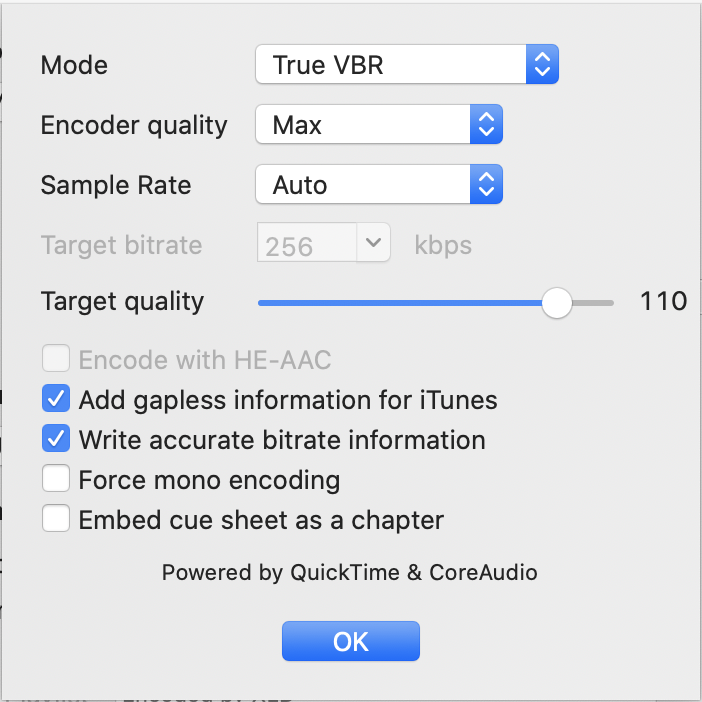 Mode True VBR
Encoder quality Max
Sample Rate Auto
Target bitrate 256 kbps
Target quality 110
Encode with HE-AAC
Add gapless information for iTunes
Write accurate bitrate information
Force mono encoding
Embed cue sheet as a chapter
Powered by QuickTime & CoreAudio
OK